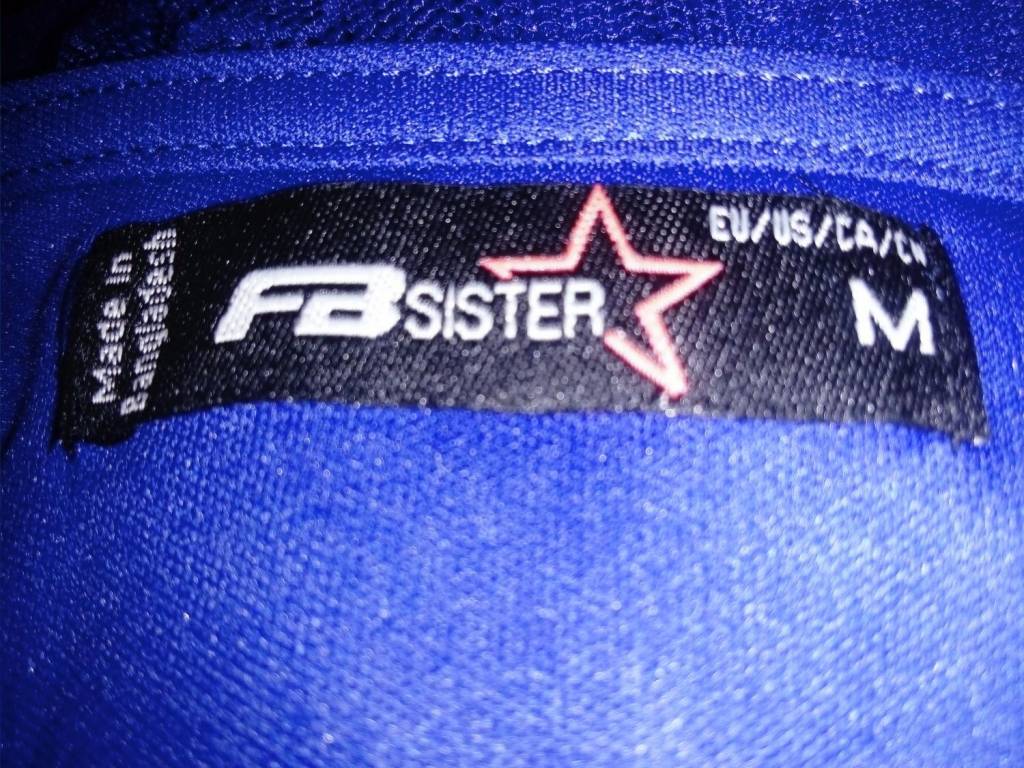 Made in
Bangladesh
FB SISTER
EU/US/CA/CN
M